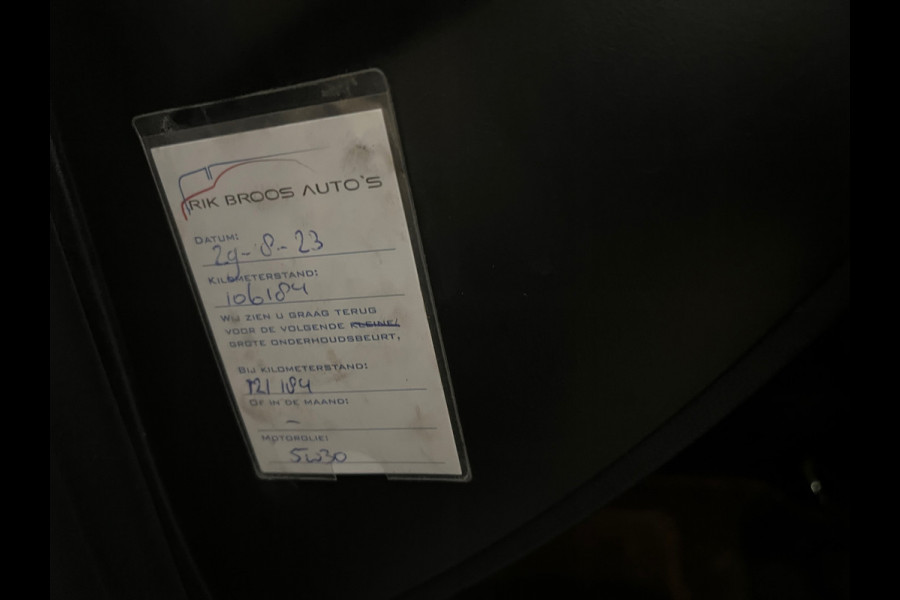 RIK BROOS AUTO'S
DATUM:
29-8-23
KILOMETERSTAND:
106184
WIJ ZIEN U GRAAG TERUG
VOOR DE VOLGENDE KLEINE/
GROTE ONDERHOUDSBEURT,
BIJ KILOMETERSTAND:
121184
OF IN DE MAAND:
–
MOTOROLIE:
5W30